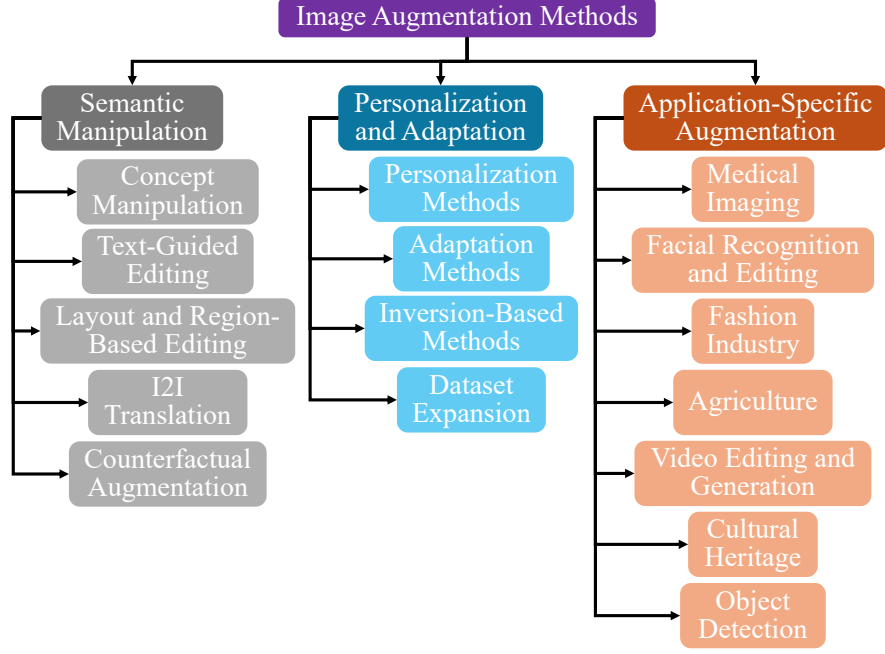 Image Augmentation Methods
Semantic
Manipulation
Concept
Manipulation
Text-Guided
Editing
Layout and Region-
Based Editing
I2I
Translation
Counterfactual
Augmentation
Personalization
and Adaptation
Personalization
Methods
Adaptation
Methods
Inversion-Based
Methods
Dataset
Expansion
Application-Specific
Augmentation
Medical
Imaging
Facial Recognition
and Editing
Fashion
Industry
Agriculture
Video Editing and
Generation
Cultural
Heritage
Object
Detection